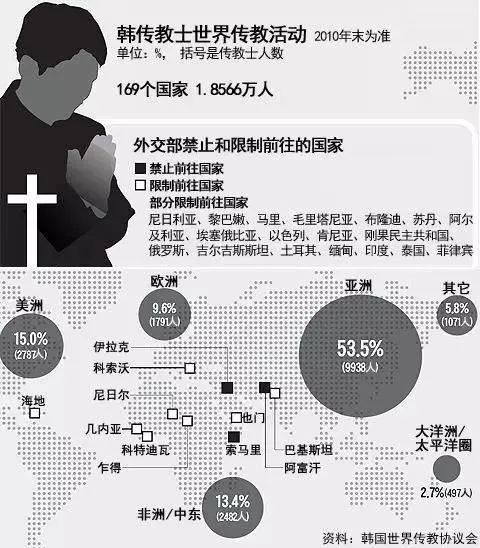 韩传教士世界传教活动 2010年末为准
单位：%， 括号是传教士人数
169个国家 1.8566万人
外交部禁止和限制前往的国家
禁止前往国家
限制前往国家
部分限制前往国家
尼日利亚、黎巴嫩、马里、毛里塔尼亚、布隆迪、苏丹、阿尔
及利亚、埃塞俄比亚、以色列、肯尼亚、刚果民主共和国、
俄罗斯、吉尔吉斯斯坦、土耳其、缅甸、印度、泰国、菲律宾
美洲
15.0%
(2787人)
欧洲
9.6%
(1791人)
亚洲
53.5%
(9938人)
其它
5.8%
(1071人)
伊拉克
科索沃
尼日尔
海地
几内亚
科特迪瓦
乍得
也门
索马里
巴基斯坦
阿富汗
大洋洲/
太平洋圈
2.7%(497人)
非洲/中东
13.4%
(2482人)
资料：韩国世界传教协议会